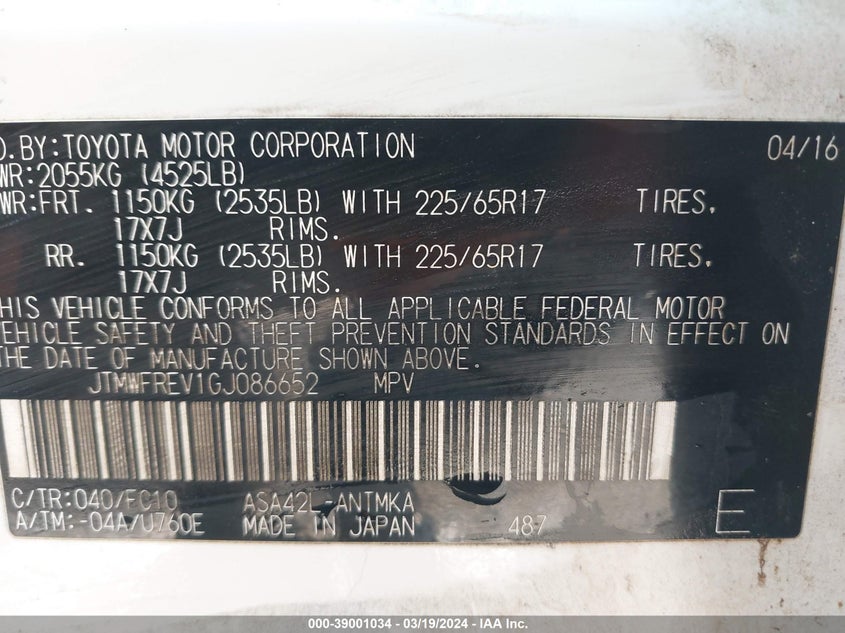 D.BY:TOYOTA MOTOR CORPORATION 04/16
WR:2055KG (4525LB)
WR:FRT. 1150KG (2535LB) WITH 225/65R17 TIRES.
17X7J RIMS.
RR. 1150KG (2535LB) WITH 225/65R17 TIRES.
17X7J RIMS.
HIS VEHICLE CONFORMS TO ALL APPLICABLE FEDERAL MOTOR
EHICLE SAFETY AND THEFT PREVENTION STANDARDS IN EFFECT ON
THE DATE OF MANUFACTURE SHOWN ABOVE.
JTMWFREV1GJ086652 MPV
C/TR:040/FC10 ASA42L-ANTMKA
A/TM:-04A/U760E MADE IN JAPAN 487 E
000-39001034 - 03/19/2024 - IAA Inc.